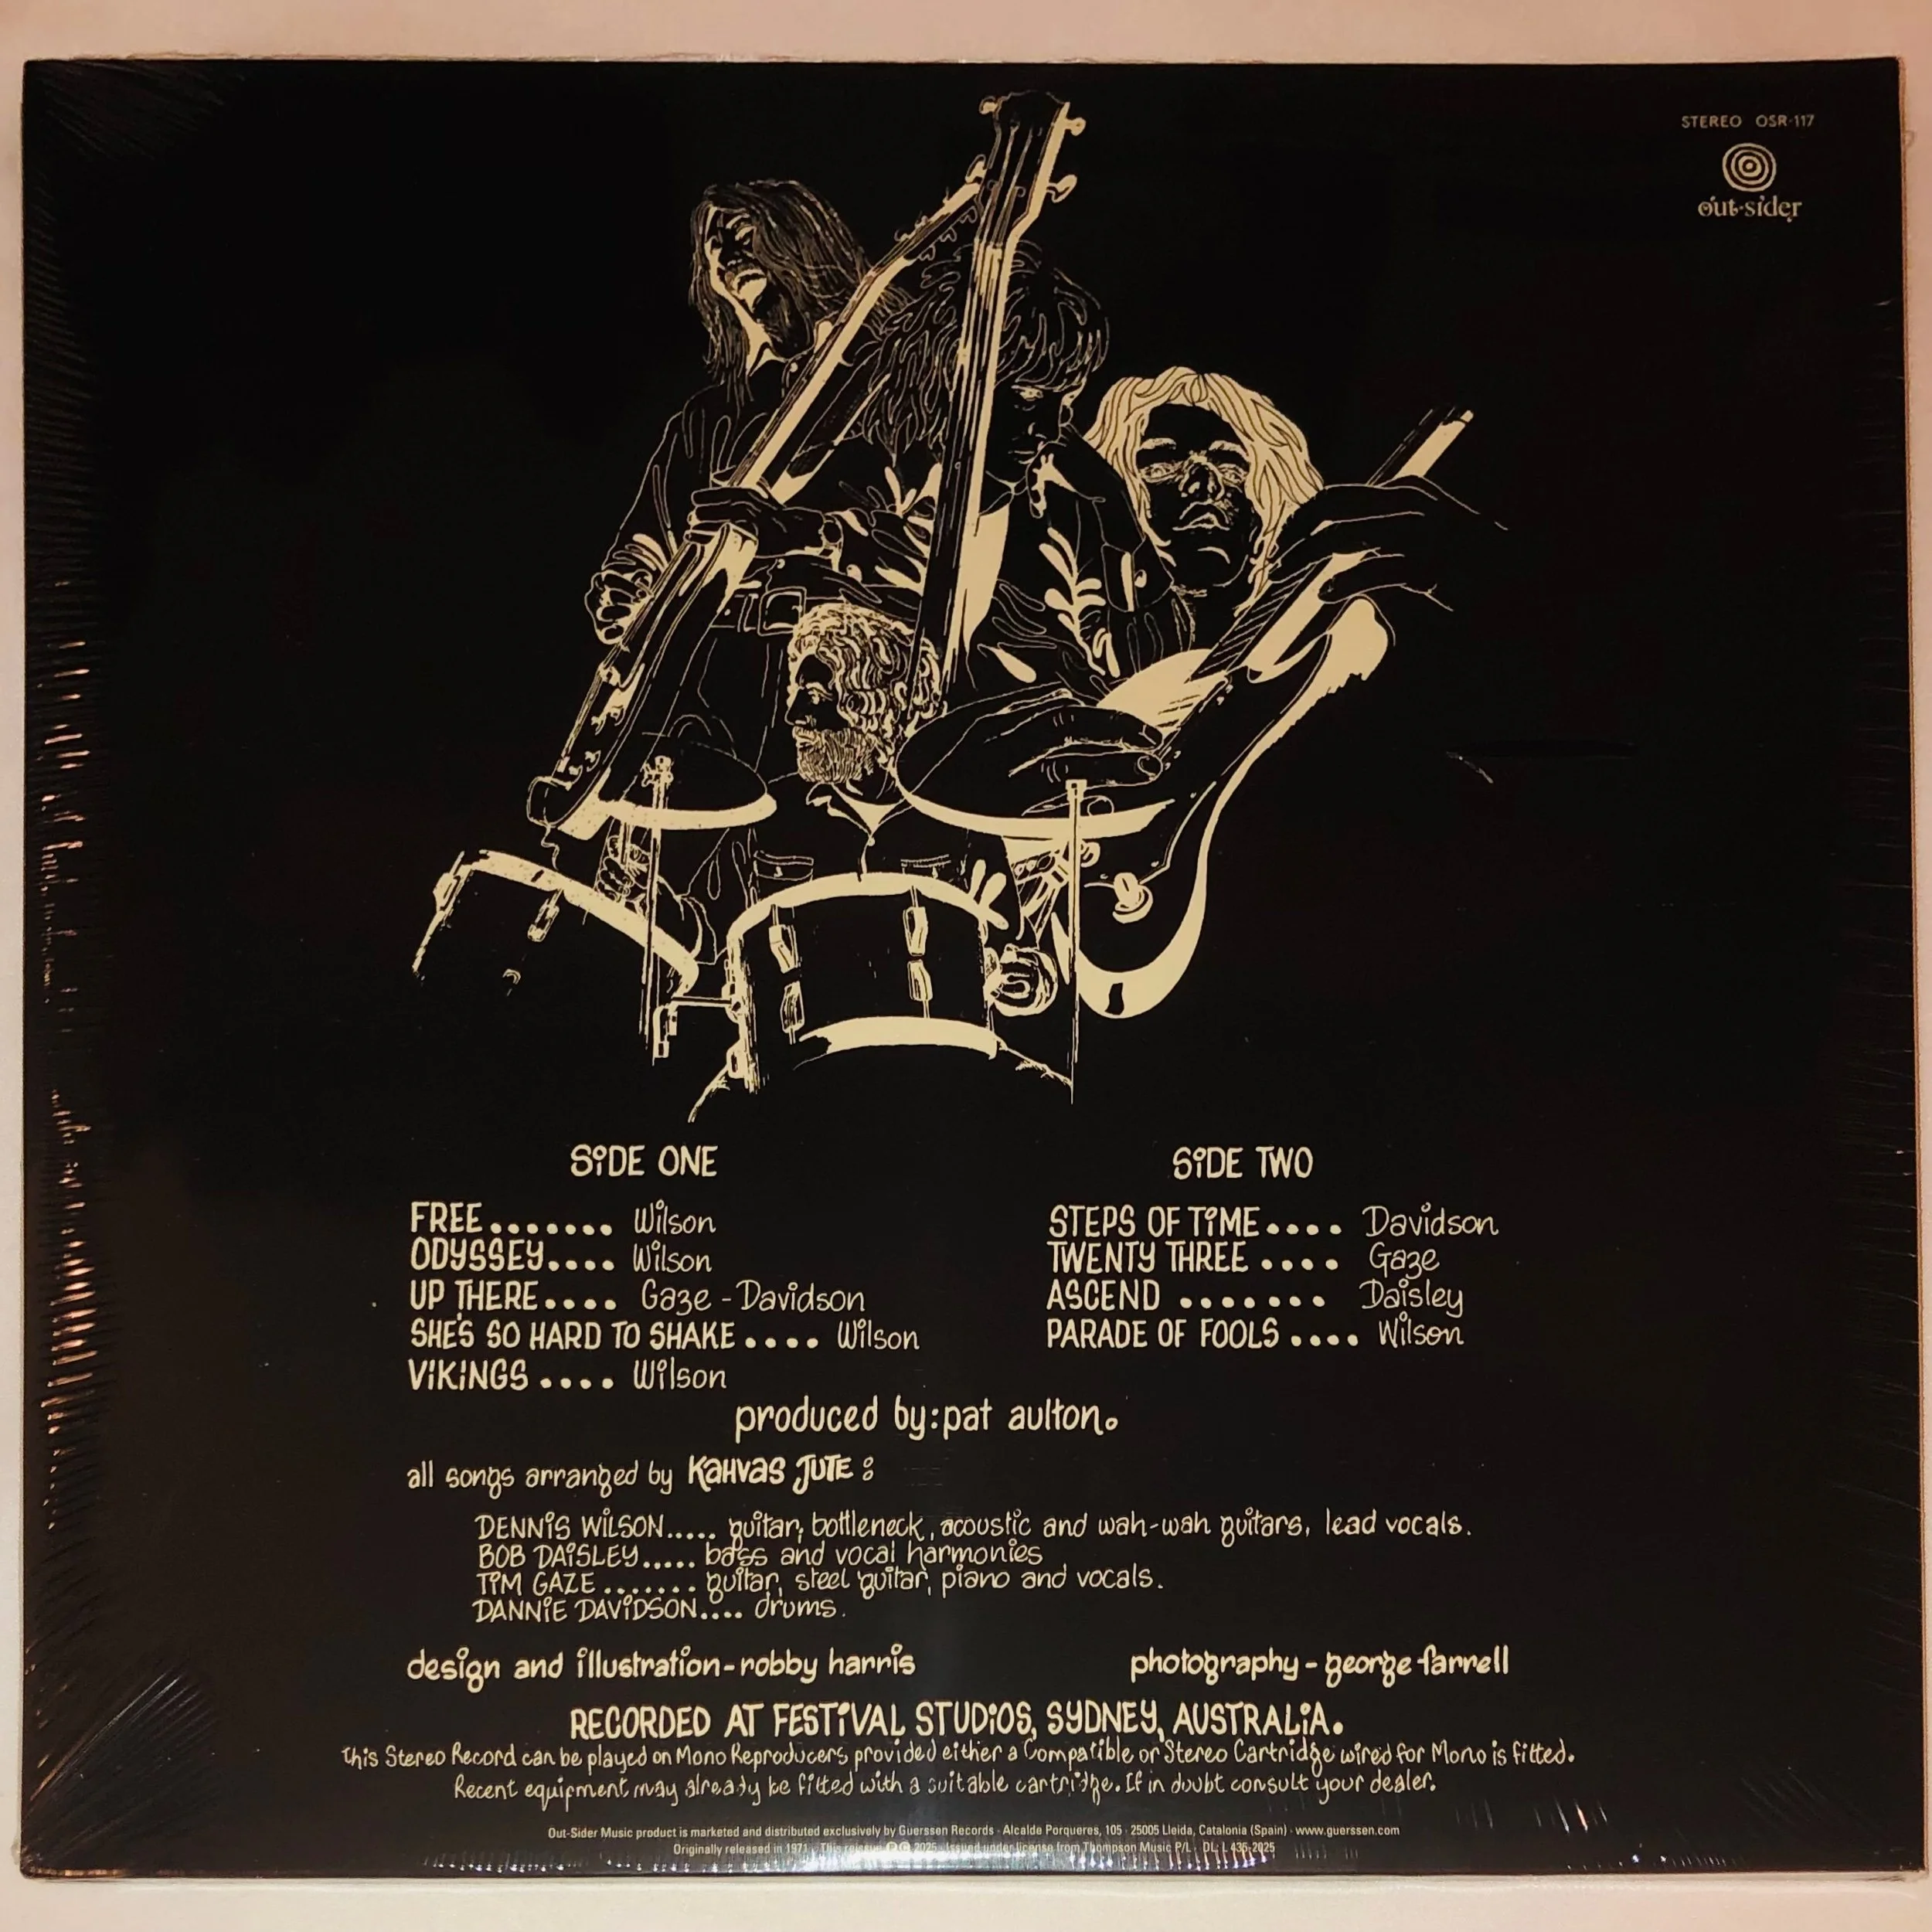 STEREO OSR-117
out-sider
SIDE ONE
FREE....... Wilson
ODYSSEY.... Wilson
UP THERE.... Gaze - Davidson
SHE'S SO HARD TO SHAKE.... Wilson
VIKINGS.... Wilson
SIDE TWO
STEPS OF TIME.... Davidson
TWENTY THREE.... Gaze
ASCEND....... Daisley
PARADE OF FOOLS.... Wilson
produced by: pat aulton.
all songs arranged by KaHVas JUTE:
DENNIS WILSON..... guitar, bottleneck, acoustic and wah-wah guitars, lead vocals.
BOB DAISLEY..... bass and vocal harmonies
TIM GAZE....... guitar, steel guitar, piano and vocals.
DANNIE DAVIDSON.... drums.
design and illustration - robby harris
photography - george farrell
RECORDED AT FESTIVAL STUDIOS, SYDNEY, AUSTRALIA.
This Stereo Record can be played on Mono Reproducers provided either a Compatible or Stereo Cartridge wired for Mono is fitted.
Recent equipment may already be fitted with a suitable cartridge. If in doubt consult your dealer.
Out-Sider Music product is marketed and distributed exclusively by Guerssen Records · Alcalde Porqueres, 105 · 25005 Lleida, Catalonia (Spain) · www.guerssen.com
Originally released in 1971 · This reissue ℗ © 2025 · Issued under license from Thompson Music P/L · DL: L 435-2025